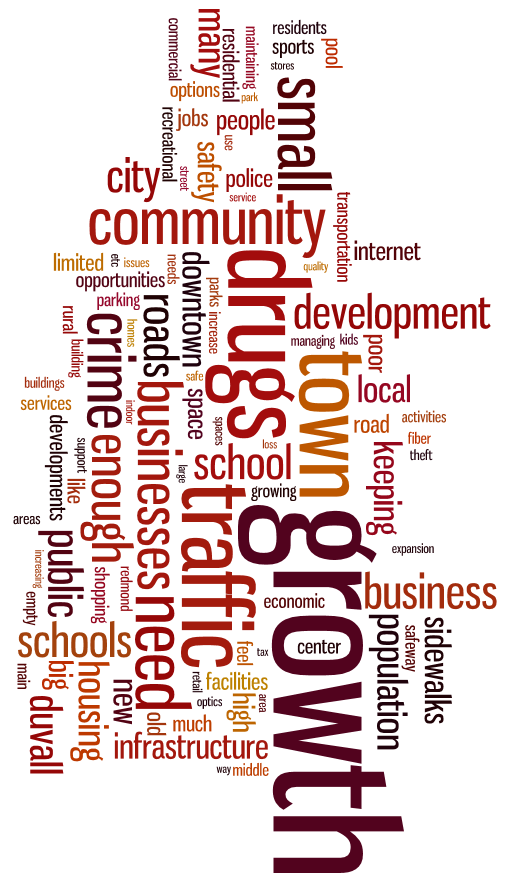 many
commercial
residential
maintaining
residents
sports
pool
stores
options
park
small
recreational
jobs
people
use
safety
city
street
police
service
community
transportation
internet
quality
limited
etc
issues
needs
downtown
drugs
opportunities
parks
increase
parking
roads
development
rural
crime
homes
building
managing
kids
poor
town
safe
buildings
businesses
space
local
services
indoor
spaces
road
activities
developments
support
enough
loss
keeping
fiber
theft
like
large
school
growing
traffic
growth
areas
public
increasing
expansion
shopping
redmond
empty
need
economic
business
schools
feel
tax
center
population
safeway
sidewalks
main
big
housing
new
retail
facilities
duvall
old
optics
high
area
much
infrastructure
way
middle